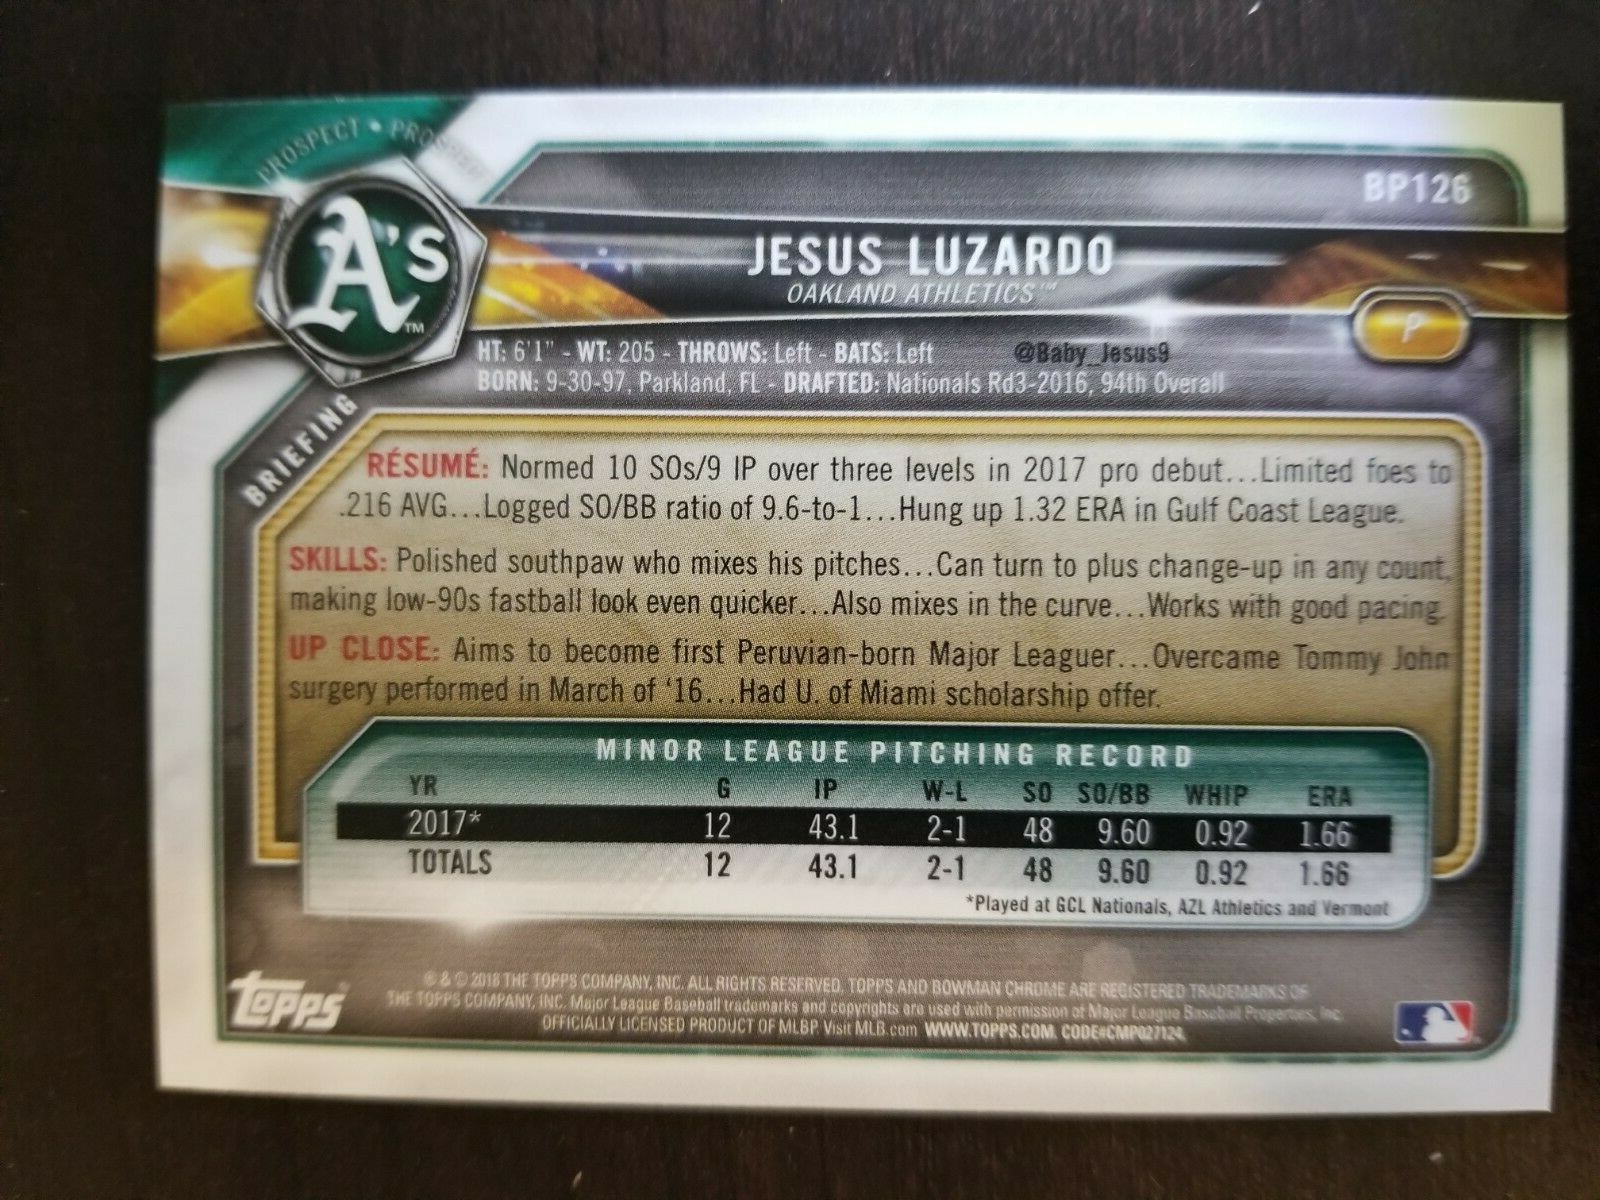 PROSPECT • PROSPECT
A's™
BP126
JESUS LUZARDO
OAKLAND ATHLETICS™
P
HT: 6'1" - WT: 205 - THROWS: Left - BATS: Left @Baby_Jesus9
BORN: 9-30-97, Parkland, FL - DRAFTED: Nationals Rd3-2016, 94th Overall
BRIEFING
RÉSUMÉ: Normed 10 SOs/9 IP over three levels in 2017 pro debut...Limited foes to
.216 AVG...Logged SO/BB ratio of 9.6-to-1...Hung up 1.32 ERA in Gulf Coast League.
SKILLS: Polished southpaw who mixes his pitches...Can turn to plus change-up in any count,
making low-90s fastball look even quicker...Also mixes in the curve...Works with good pacing.
UP CLOSE: Aims to become first Peruvian-born Major Leaguer...Overcame Tommy John
surgery performed in March of '16...Had U. of Miami scholarship offer.
MINOR LEAGUE PITCHING RECORD
YR G IP W-L SO SO/BB WHIP ERA
2017* 12 43.1 2-1 48 9.60 0.92 1.66
TOTALS 12 43.1 2-1 48 9.60 0.92 1.66
*Played at GCL Nationals, AZL Athletics and Vermont
topps®
® & © 2018 THE TOPPS COMPANY, INC. ALL RIGHTS RESERVED. TOPPS AND BOWMAN CHROME ARE REGISTERED TRADEMARKS OF
THE TOPPS COMPANY, INC. Major League Baseball trademarks and copyrights are used with permission of Major League Baseball Properties, Inc.
OFFICIALLY LICENSED PRODUCT OF MLBP Visit MLB.com WWW.TOPPS.COM. CODE#CMP027124